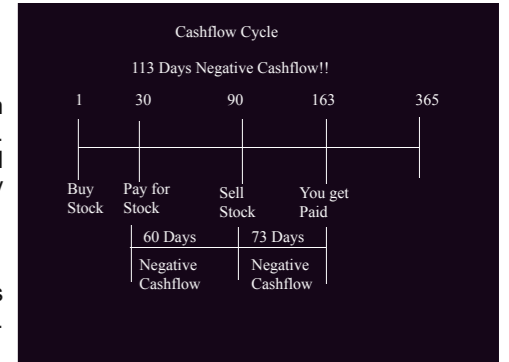 Cashflow Cycle
113 Days Negative Cashflow!!
1 30 90 163 365
Buy Stock
Pay for Stock
Sell Stock
You get Paid
60 Days 73 Days
Negative Cashflow
Negative Cashflow